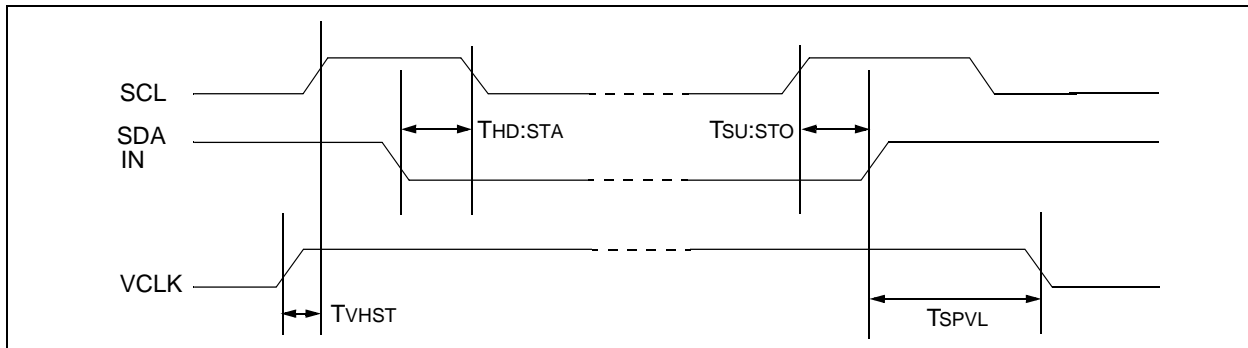 SCL
SDA
IN
THD:STA
TSU:STO
VCLK
TVHST
TSPVL